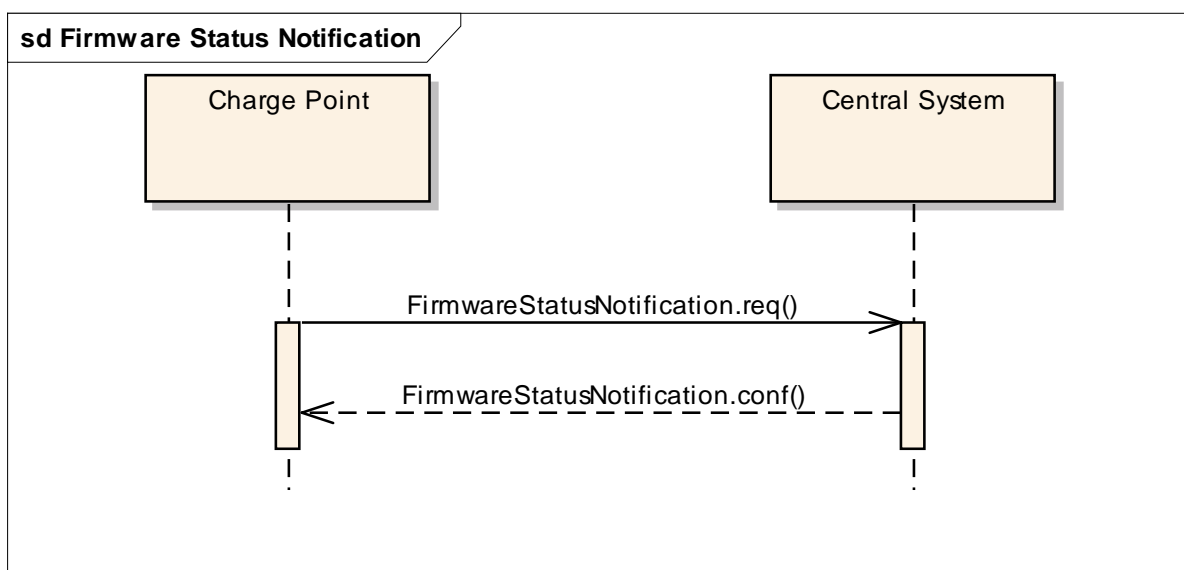 sd Firmware Status Notification
Charge Point
Central System
FirmwareStatusNotification.req()
FirmwareStatusNotification.conf()